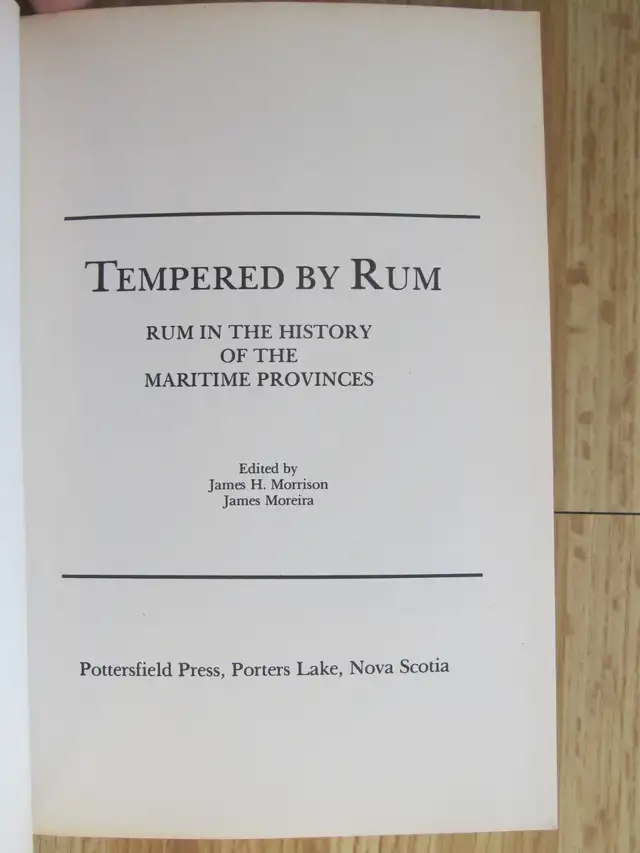 TEMPERED BY RUM
RUM IN THE HISTORY
OF THE
MARITIME PROVINCES
Edited by
James H. Morrison
James Moreira
Pottersfield Press, Porters Lake, Nova Scotia